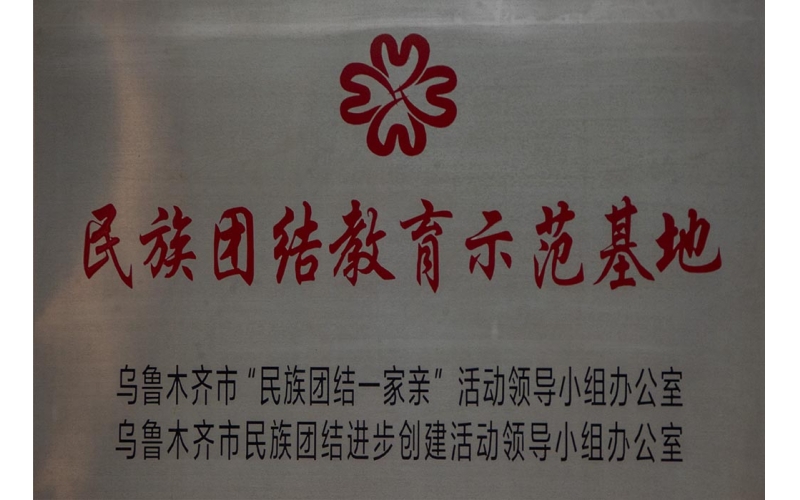 民族团结教育示范基地
乌鲁木齐市“民族团结一家亲”活动领导小组办公室
乌鲁木齐市民族团结进步创建活动领导小组办公室